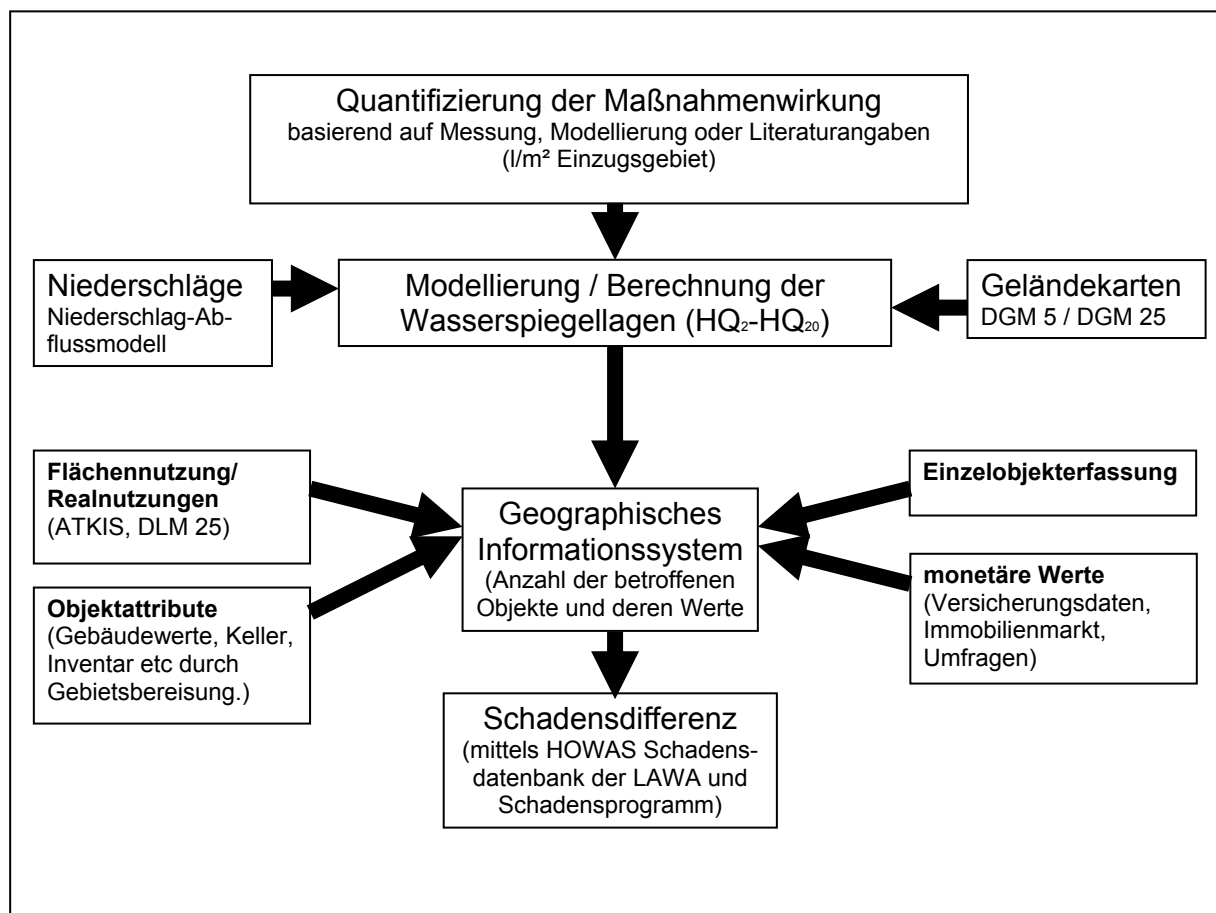 Quantifizierung der Maßnahmenwirkung
basierend auf Messung, Modellierung oder Literaturangaben
(l/m² Einzugsgebiet)
Niederschläge
Niederschlag-Ab-
flussmodell
Modellierung / Berechnung der
Wasserspiegellagen (HQ₂-HQ₂₀)
Geländekarten
DGM 5 / DGM 25
Flächennutzung/
Realnutzungen
(ATKIS, DLM 25)
Objektattribute
(Gebäudewerte, Keller,
Inventar etc durch
Gebietsbereisung.)
Geographisches
Informationssystem
(Anzahl der betroffenen
Objekte und deren Werte
Einzelobjekterfassung
monetäre Werte
(Versicherungsdaten,
Immobilienmarkt,
Umfragen)
Schadensdifferenz
(mittels HOWAS Schadens-
datenbank der LAWA und
Schadensprogramm)